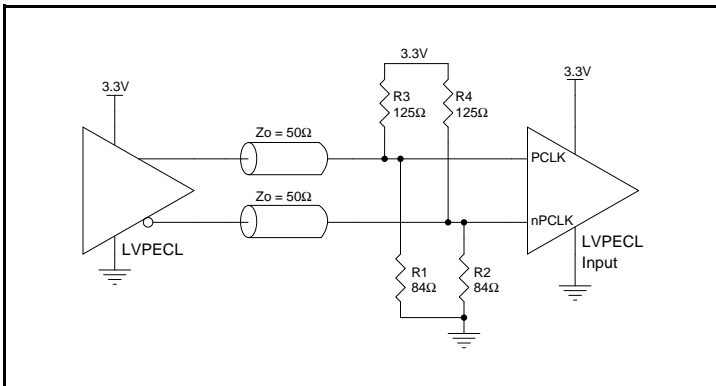 3.3V
R3
125Ω
R4
125Ω
3.3V
3.3V
Zo = 50Ω
PCLK
Zo = 50Ω
nPCLK
LVPECL
LVPECL
Input
R1
84Ω
R2
84Ω